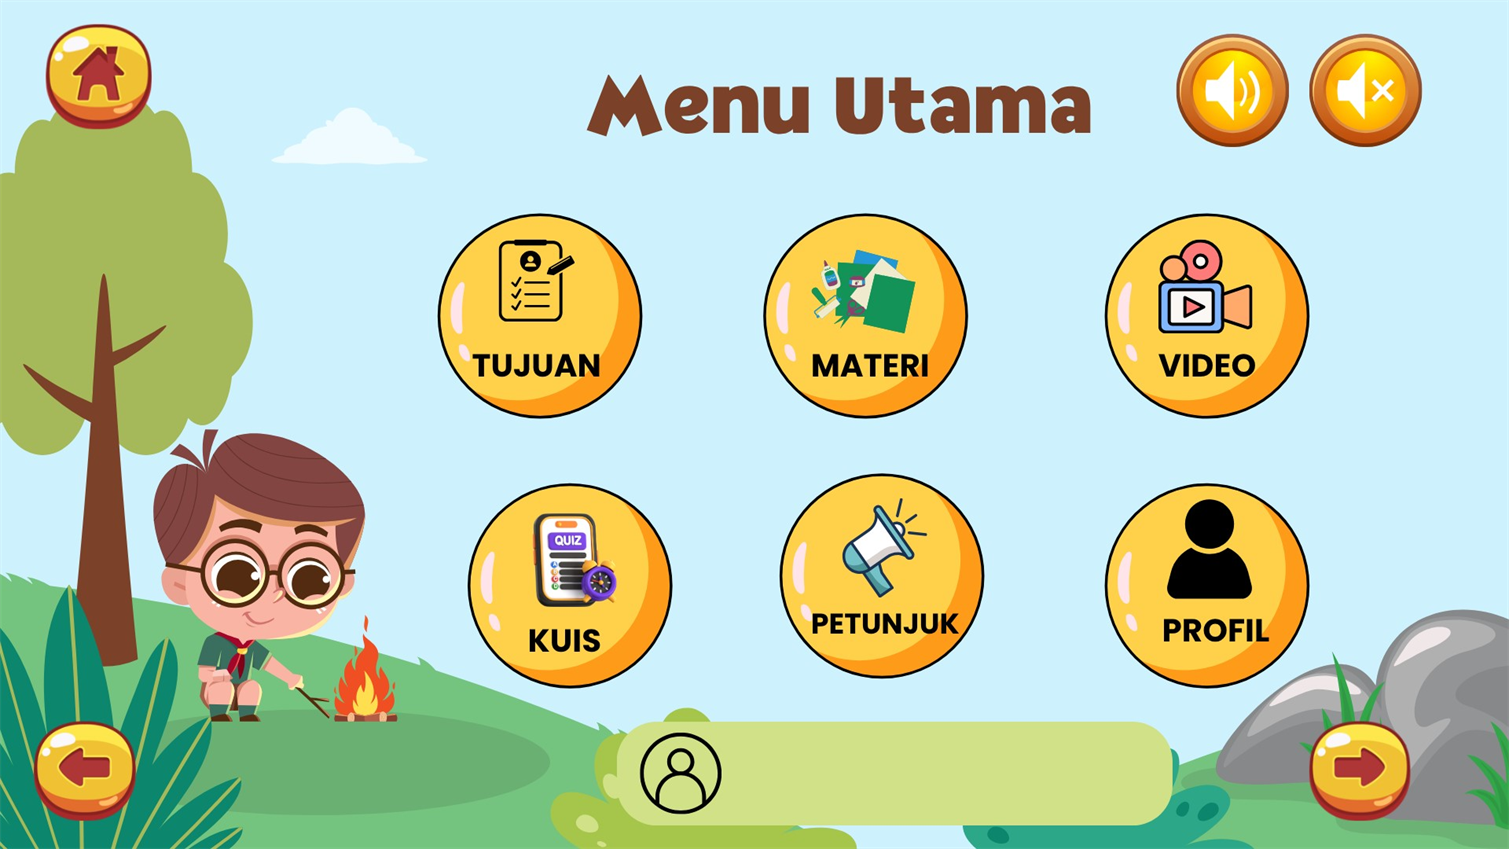 Menu Utama
TUJUAN
MATERI
VIDEO
QUIZ
KUIS
PETUNJUK
PROFIL